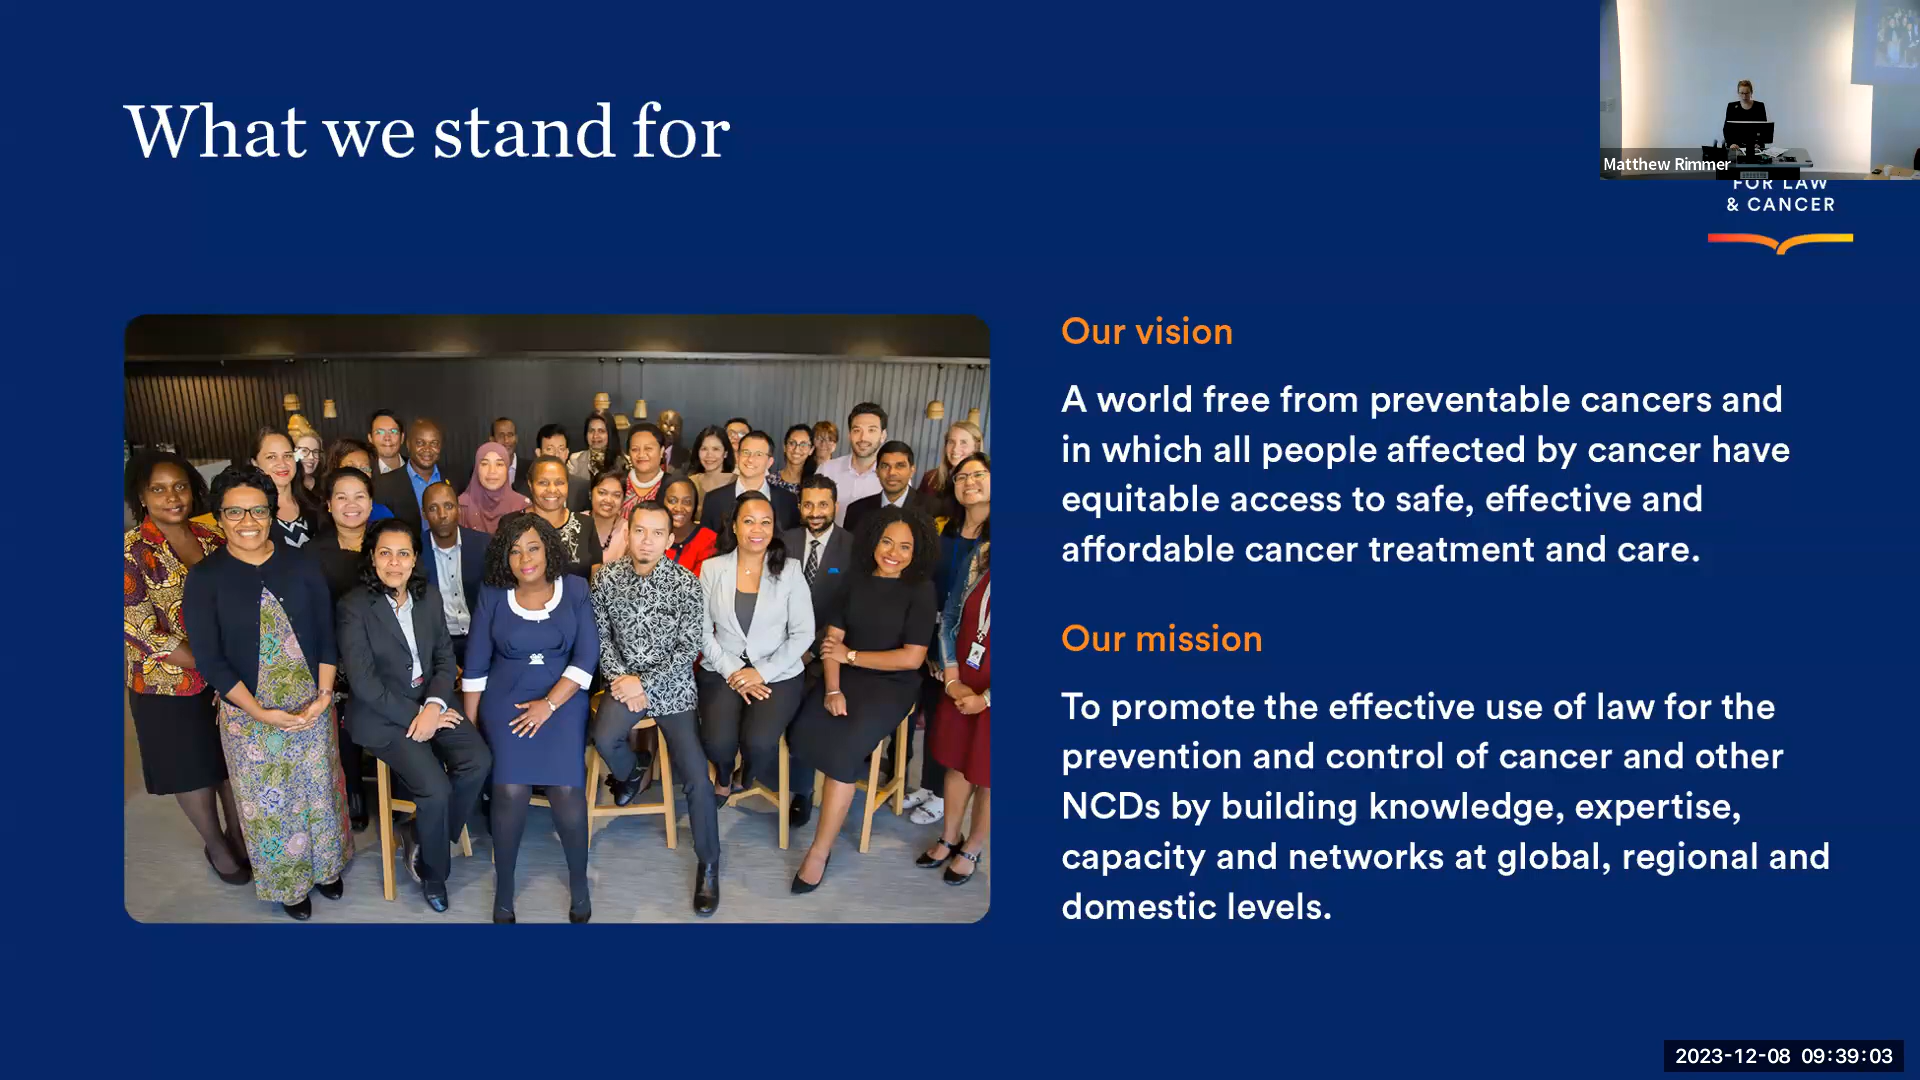 What we stand for
Matthew Rimmer
FOR LAW
& CANCER
Our vision
A world free from preventable cancers and
in which all people affected by cancer have
equitable access to safe, effective and
affordable cancer treatment and care.
Our mission
To promote the effective use of law for the
prevention and control of cancer and other
NCDs by building knowledge, expertise,
capacity and networks at global, regional and
domestic levels.
2023-12-08 09:39:03